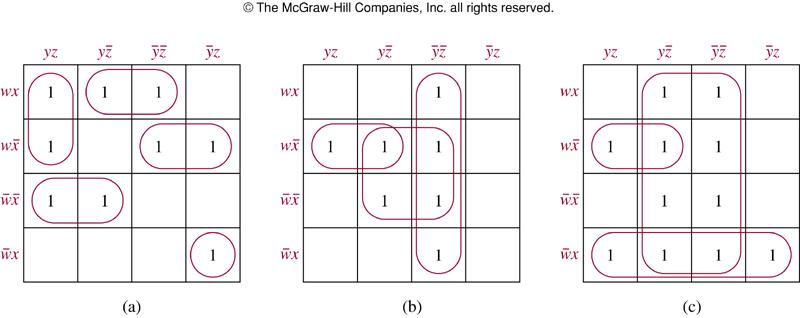 © The McGraw-Hill Companies, Inc. all rights reserved.
yz yz̄ ȳz̄ ȳz yz yz̄ ȳz̄ ȳz yz yz̄ ȳz̄ ȳz
wx 1 1 1 wx 1 wx 1 1
wx̄ 1 1 1 wx̄ 1 1 1 wx̄ 1 1 1
w̄x̄ 1 1 w̄x̄ 1 1 w̄x̄ 1 1
w̄x 1 w̄x 1 w̄x 1 1 1 1
(a) (b) (c)